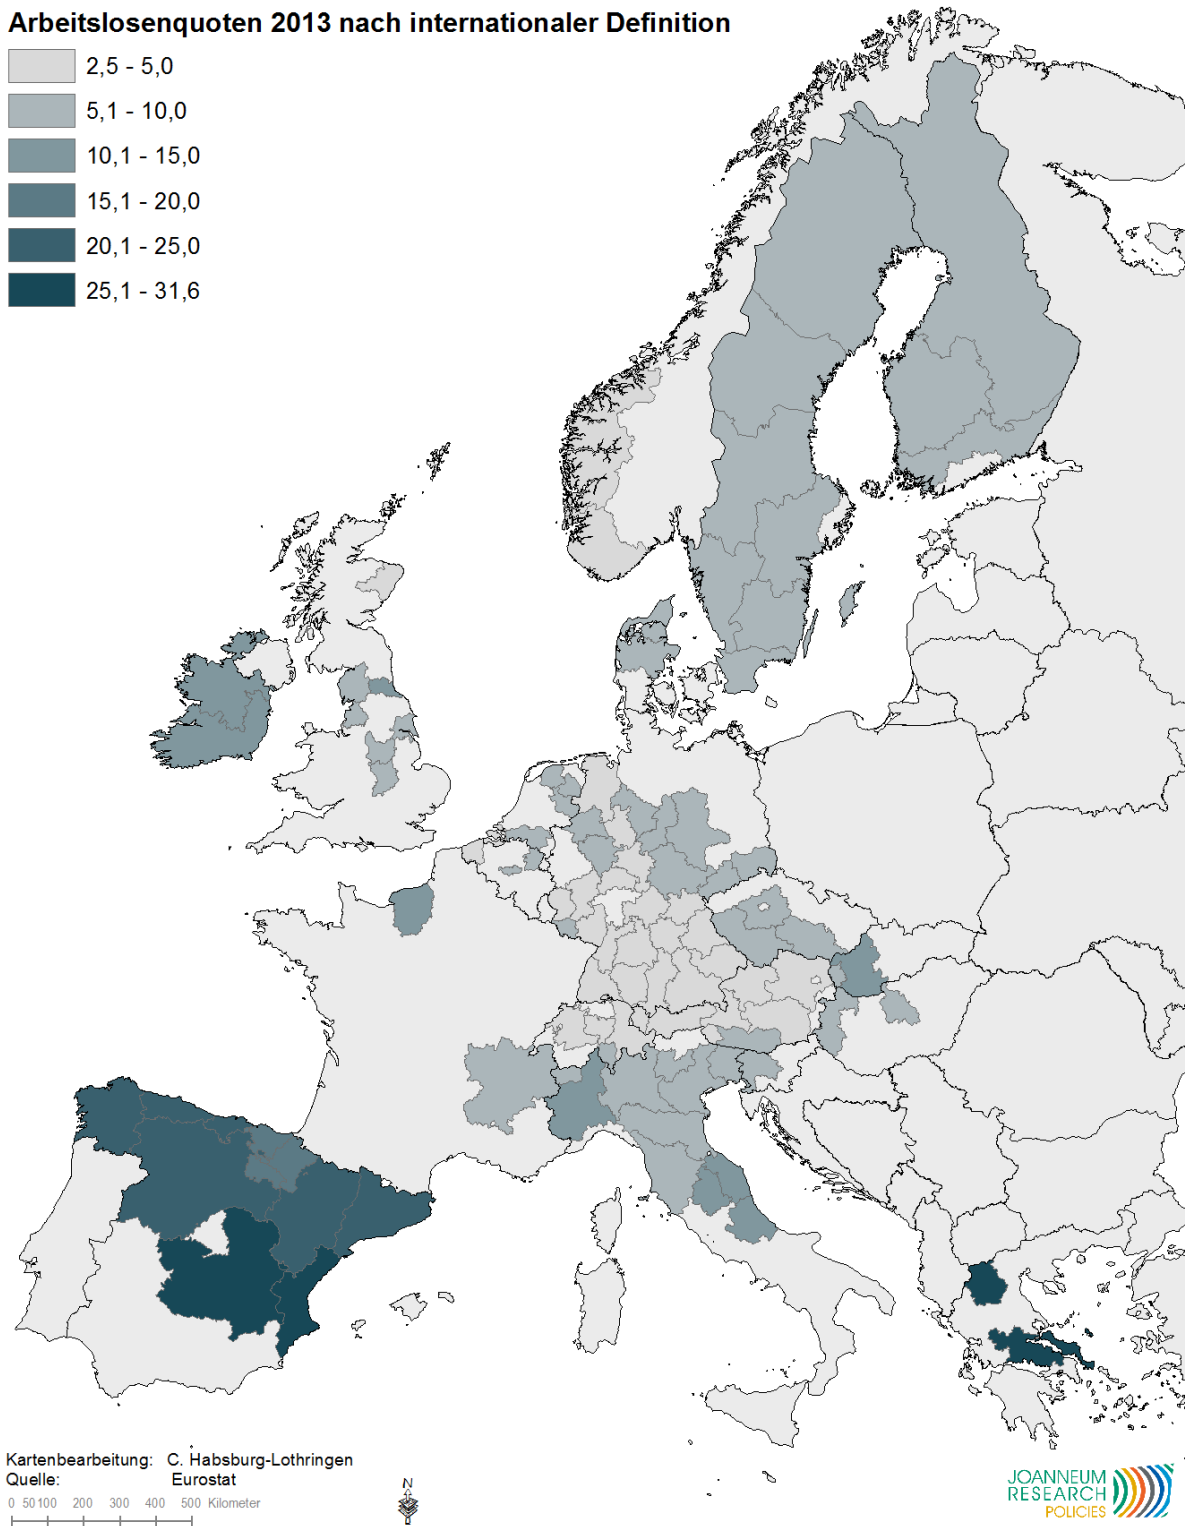 Arbeitslosenquoten 2013 nach internationaler Definition
2,5 - 5,0
5,1 - 10,0
10,1 - 15,0
15,1 - 20,0
20,1 - 25,0
25,1 - 31,6
Kartenbearbeitung: C. Habsburg-Lothringen
Quelle: Eurostat
0 50 100 200 300 400 500 Kilometer
N
JOANNEUM
RESEARCH
POLICIES